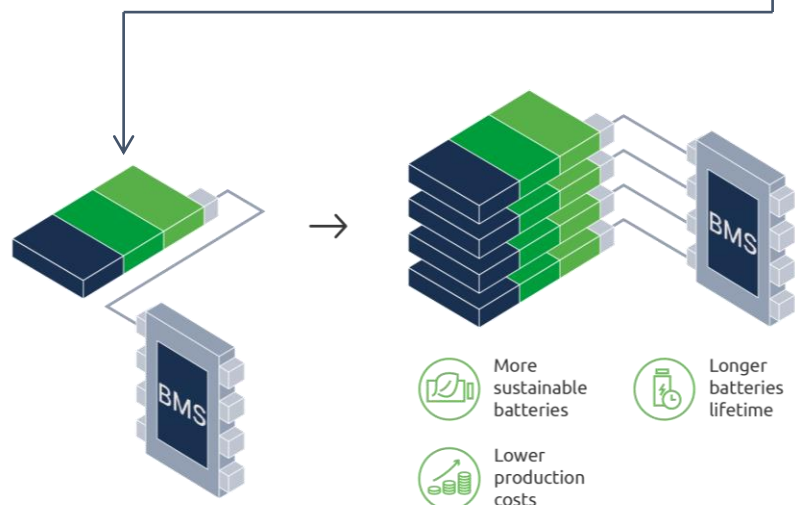 BMS
BMS
More
sustainable
batteries
Longer
batteries
lifetime
Lower
production
costs